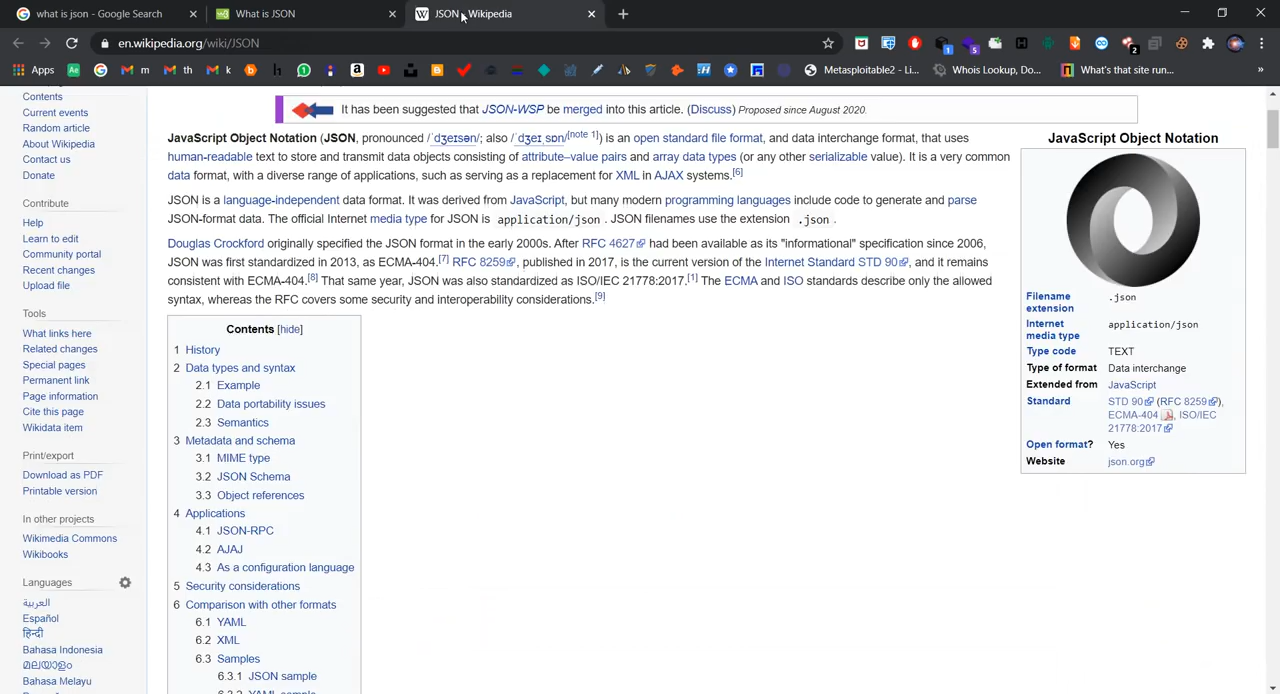 what is json - Google Search
What is JSON
JSON - Wikipedia
en.wikipedia.org/wiki/JSON
1
5
2
Apps
m
th
k
Metasploitable2 - Li...
Whois Lookup, Do...
What's that site run...
Contents
Current events
Random article
About Wikipedia
Contact us
Donate
Contribute
Help
Learn to edit
Community portal
Recent changes
Upload file
Tools
What links here
Related changes
Special pages
Permanent link
Page information
Cite this page
Wikidata item
Print/export
Download as PDF
Printable version
In other projects
Wikimedia Commons
Wikibooks
Languages
العربية
Español
हिन्दी
Bahasa Indonesia
മലയാളം
Bahasa Melayu
It has been suggested that JSON-WSP be merged into this article. (Discuss) Proposed since August 2020.
JavaScript Object Notation (JSON, pronounced /ˈdʒeɪsən/; also /ˈdʒeɪˌsɒn/[note 1]) is an open standard file format, and data interchange format, that uses
human-readable text to store and transmit data objects consisting of attribute–value pairs and array data types (or any other serializable value). It is a very common
data format, with a diverse range of applications, such as serving as a replacement for XML in AJAX systems.[6]
JSON is a language-independent data format. It was derived from JavaScript, but many modern programming languages include code to generate and parse
JSON-format data. The official Internet media type for JSON is application/json. JSON filenames use the extension .json.
Douglas Crockford originally specified the JSON format in the early 2000s. After RFC 4627 had been available as its "informational" specification since 2006,
JSON was first standardized in 2013, as ECMA-404.[7] RFC 8259, published in 2017, is the current version of the Internet Standard STD 90, and it remains
consistent with ECMA-404.[8] That same year, JSON was also standardized as ISO/IEC 21778:2017.[1] The ECMA and ISO standards describe only the allowed
syntax, whereas the RFC covers some security and interoperability considerations.[9]
Contents [hide]
1 History
2 Data types and syntax
2.1 Example
2.2 Data portability issues
2.3 Semantics
3 Metadata and schema
3.1 MIME type
3.2 JSON Schema
3.3 Object references
4 Applications
4.1 JSON-RPC
4.2 AJAJ
4.3 As a configuration language
5 Security considerations
6 Comparison with other formats
6.1 YAML
6.2 XML
6.3 Samples
6.3.1 JSON sample
6.3.2 YAML sample
JavaScript Object Notation
Filename extension .json
Internet media type application/json
Type code TEXT
Type of format Data interchange
Extended from JavaScript
Standard STD 90 (RFC 8259),
ECMA-404, ISO/IEC
21778:2017
Open format? Yes
Website json.org